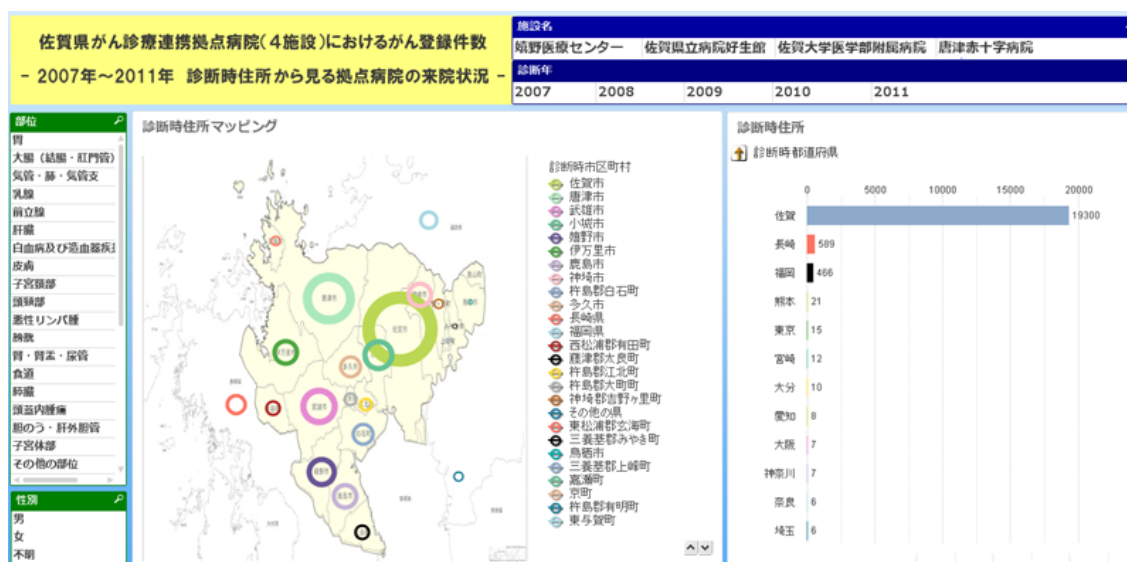 佐賀県がん診療連携拠点病院(4施設)におけるがん登録件数
- 2007年～2011年 診断時住所から見る拠点病院の来院状況 -
施設名
嬉野医療センター 佐賀県立病院好生館 佐賀大学医学部附属病院 唐津赤十字病院
診断年
2007 2008 2009 2010 2011
部位
胃
大腸（結腸・肛門管）
気管・肺・気管支
乳腺
前立腺
肝臓
白血病及び造血器疾
皮膚
子宮頚部
頭頚部
悪性リンパ腫
膀胱
腎・腎盂・尿管
食道
膵臓
頭蓋内腫瘍
胆のう・肝外胆管
子宮体部
その他の部位
性別
男
女
不明
診断時住所マッピング
唐津市
佐賀市
武雄市
診断時市区町村
佐賀市
唐津市
武雄市
小城市
嬉野市
伊万里市
鹿島市
神埼市
杵島郡白石町
多久市
長崎県
福岡県
西松浦郡有田町
藤津郡太良町
杵島郡江北町
杵島郡大町町
神埼郡吉野ヶ里町
その他の県
東松浦郡玄海町
三養基郡みやき町
鳥栖市
三養基郡上峰町
嘉瀬町
京町
杵島郡有明町
東与賀町
診断時住所
診断時都道府県
0 5000 10000 15000 20000
佐賀 19300
長崎 589
福岡 466
熊本 21
東京 15
宮崎 12
大分 10
愛知 8
大阪 7
神奈川 7
奈良 6
埼玉 6